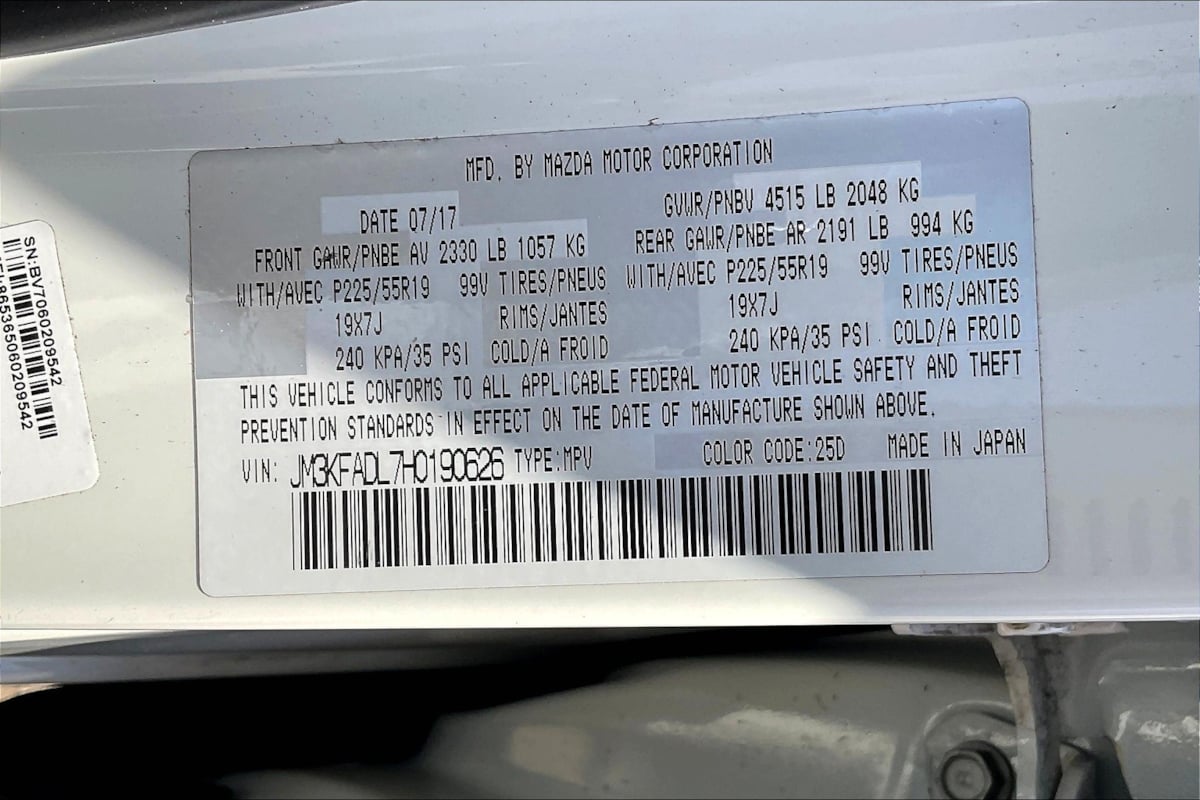 MFD. BY MAZDA MOTOR CORPORATION
DATE 07/17 GVWR/PNBV 4515 LB 2048 KG
FRONT GAWR/PNBE AV 2330 LB 1057 KG REAR GAWR/PNBE AR 2191 LB 994 KG
WITH/AVEC P225/55R19 99V TIRES/PNEUS WITH/AVEC P225/55R19 99V TIRES/PNEUS
19X7J RIMS/JANTES 19X7J RIMS/JANTES
240 KPA/35 PSI COLD/A FROID 240 KPA/35 PSI COLD/A FROID
THIS VEHICLE CONFORMS TO ALL APPLICABLE FEDERAL MOTOR VEHICLE SAFETY AND THEFT
PREVENTION STANDARDS IN EFFECT ON THE DATE OF MANUFACTURE SHOWN ABOVE.
VIN: JM3KFADL7H0190626 TYPE:MPV COLOR CODE:25D MADE IN JAPAN
SN:BV7060209542